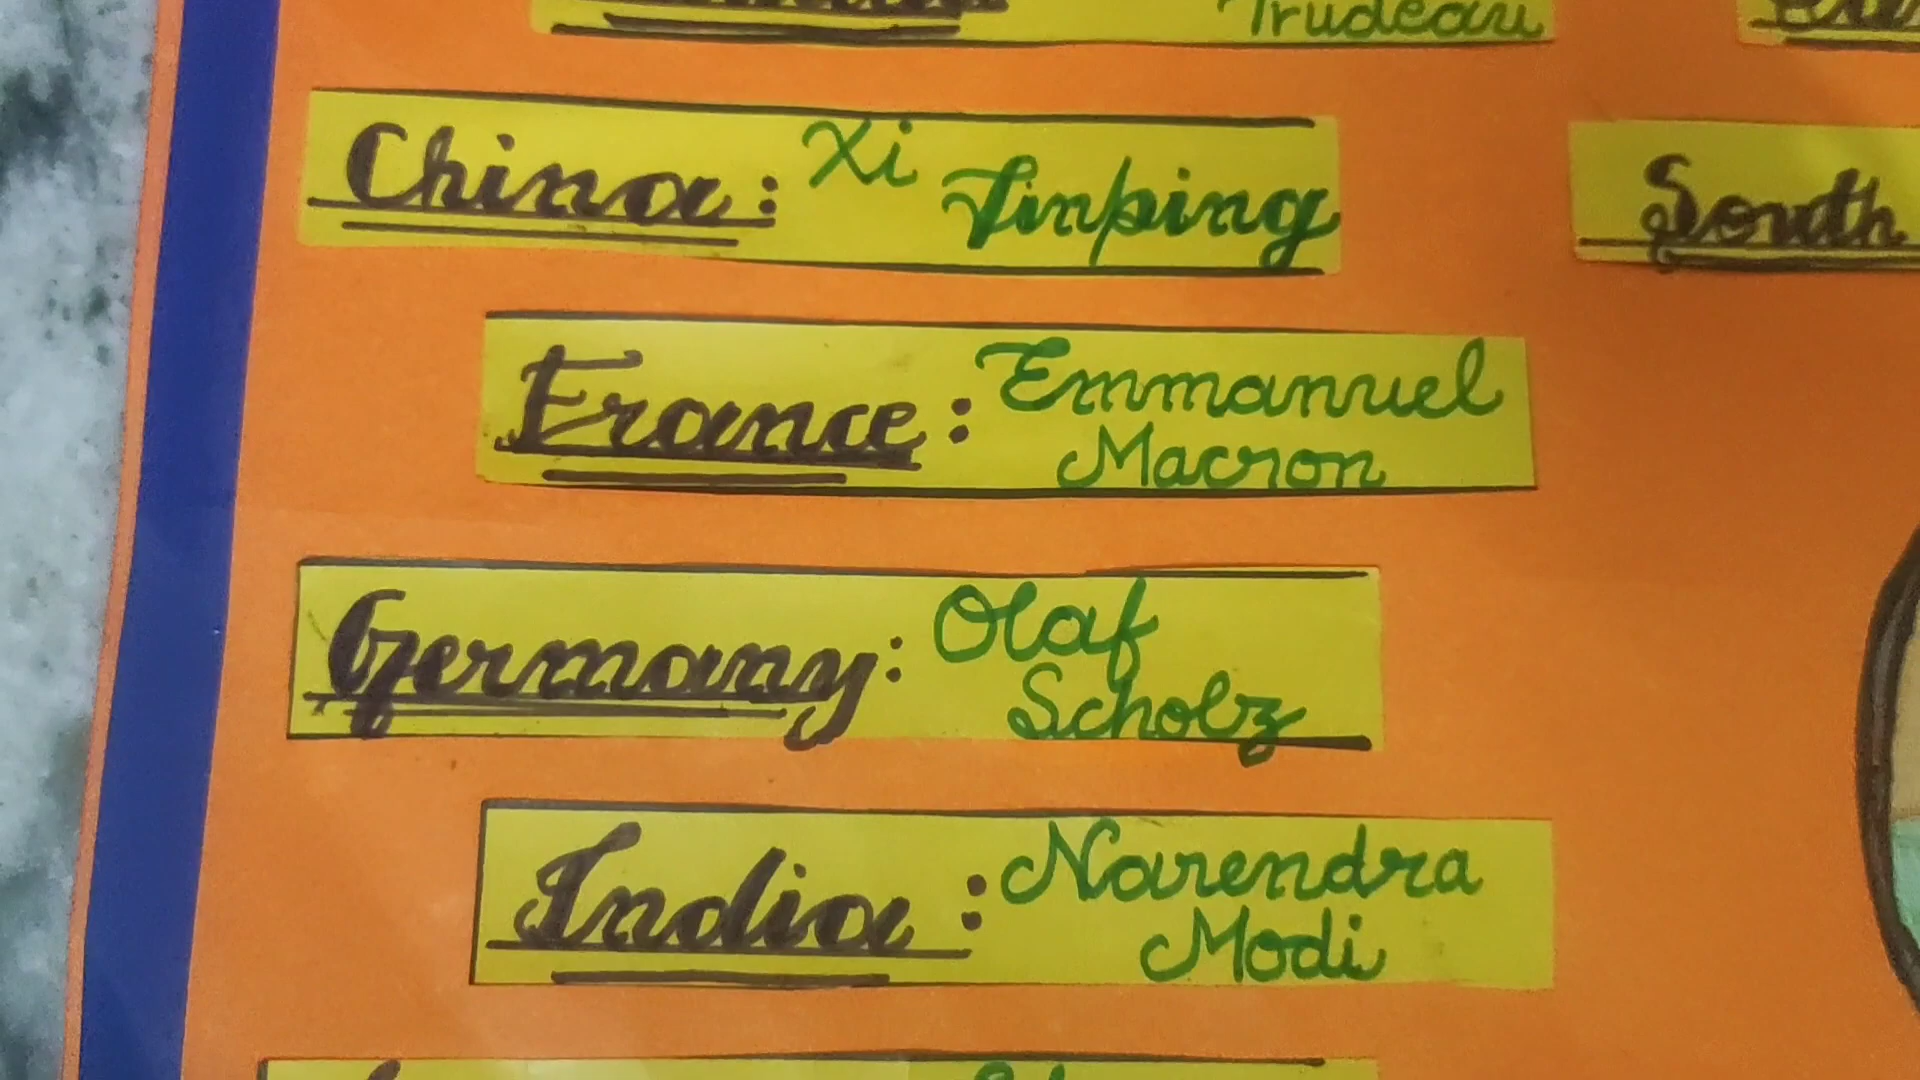 Trudeau
China: Xi Jinping
South
France: Emmanuel
Macron
Germany: Olaf
Scholz
India: Narendra
Modi